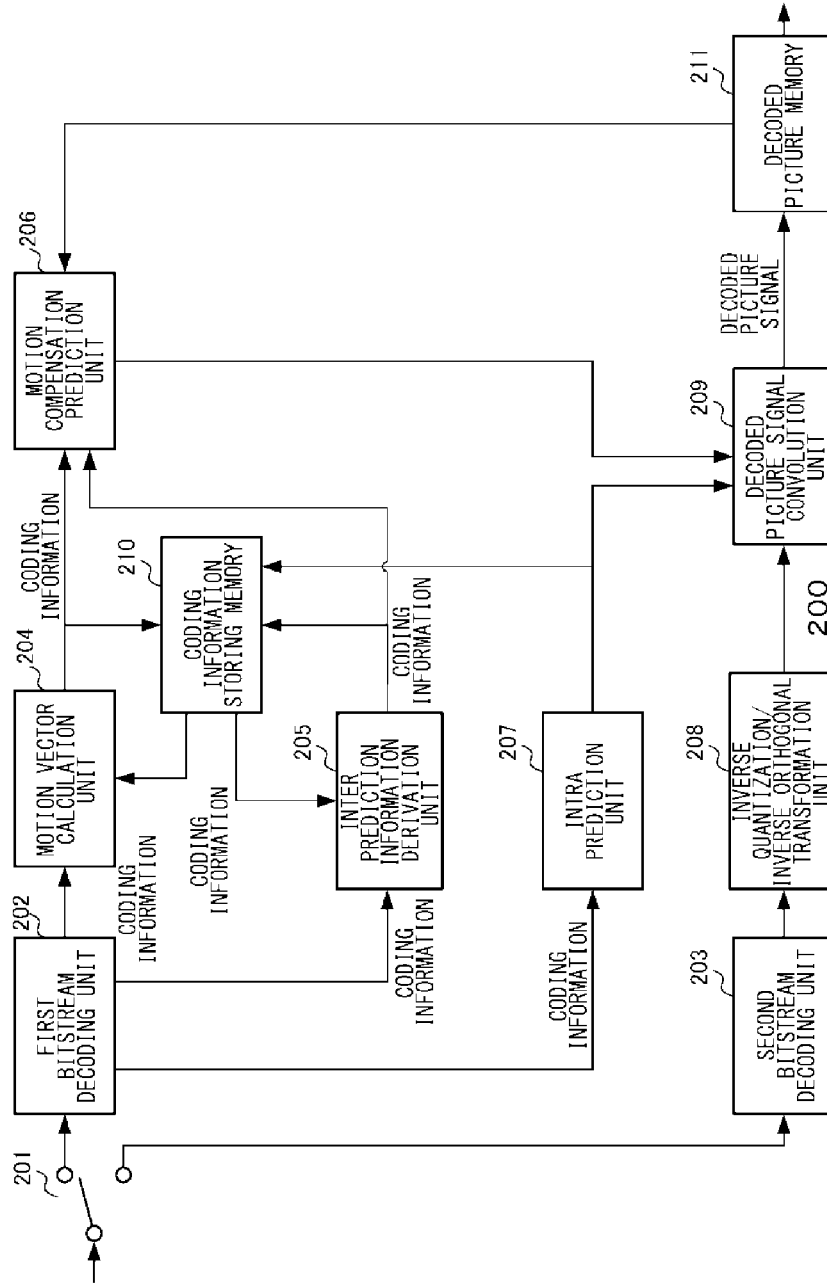 201
202
FIRST
BITSTREAM
DECODING UNIT
CODING
INFORMATION
204
MOTION VECTOR
CALCULATION
UNIT
CODING
INFORMATION
206
MOTION
COMPENSATION
PREDICTION
UNIT
210
CODING
INFORMATION
STORING MEMORY
CODING
INFORMATION
205
INTER
PREDICTION
INFORMATION
DERIVATION
UNIT
CODING
INFORMATION
CODING
INFORMATION
207
INTRA
PREDICTION
UNIT
CODING
INFORMATION
203
SECOND
BITSTREAM
DECODING UNIT
208
INVERSE
QUANTIZATION/
INVERSE ORTHOGONAL
TRANSFORMATION
UNIT
209
DECODED
PICTURE SIGNAL
CONVOLUTION
UNIT
DECODED
PICTURE
SIGNAL
211
DECODED
PICTURE MEMORY
200